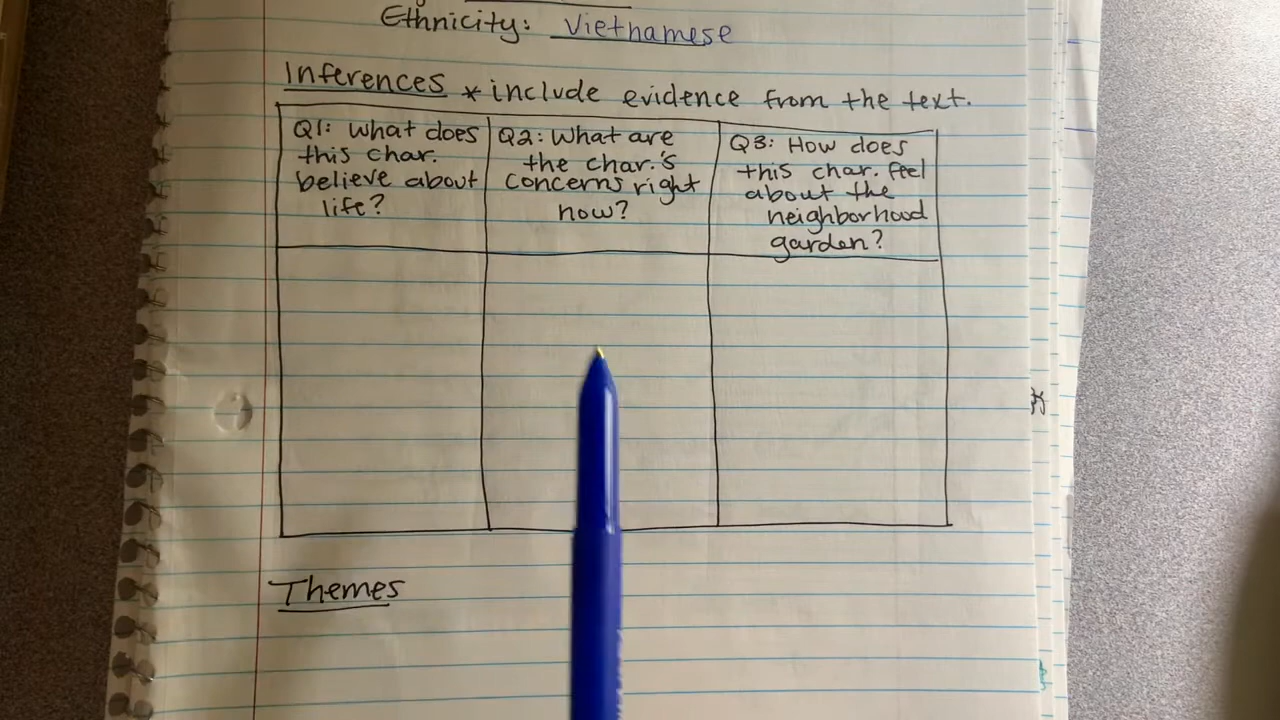 Ethnicity: Vietnamese
Inferences * include evidence from the text.
Q1: What does
this char.
believe about
life?
Q2: What are
the char.'s
concerns right
now?
Q3: How does
this char. feel
about the
neighborhood
garden?
Themes